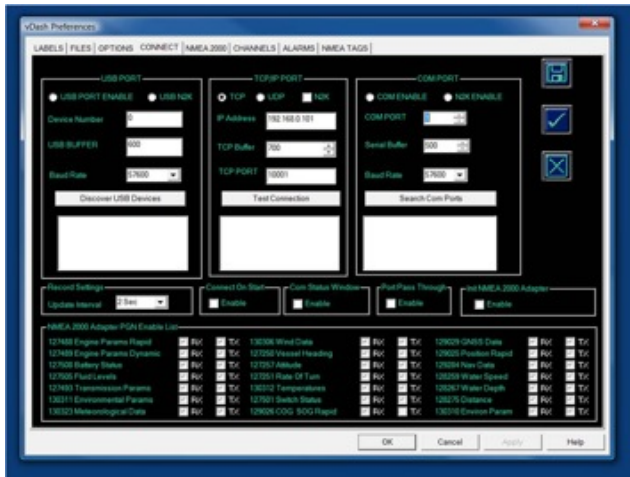 vDash Preferences
LABELS FILES OPTIONS CONNECT NMEA 2000 CHANNELS ALARMS NMEA TAGS
USB PORT TCP/IP PORT COM PORT
USB PORT ENABLE USB N2K TCP UDP N2K COM ENABLE N2K ENABLE
Device Number 0 IP Address 192.168.0.101 COM PORT
USB BUFFER 600 TCP Buffer 700 Serial Buffer 500
Baud Rate 57600 TCP PORT 10001 Baud Rate 57600
Discover USB Devices Test Connection Search Com Ports
Record Settings Connect On Start Com Status Window Port Pass Through Init NMEA 2000 Adapter
Update Interval 2 Sec Enable Enable Enable Enable
NMEA 2000 Adapter PGN Enable List
127488 Engine Params Rapid RX TX 130306 Wind Data RX TX 129029 GNSS Data RX TX
127489 Engine Params Dynamic RX TX 127250 Vessel Heading RX TX 129025 Position Rapid RX TX
127508 Battery Status RX TX 127257 Attitude RX TX 129284 Nav Data RX TX
127505 Fluid Levels RX TX 127251 Rate Of Turn RX TX 128259 Water Speed RX TX
127493 Transmission Params RX TX 130312 Temperatures RX TX 128267 Water Depth RX TX
130311 Environmental Params RX TX 127501 Switch Status RX TX 128275 Distance RX TX
130323 Meteorological Data RX TX 129026 COG SOG Rapid RX TX 130310 Environ Param RX TX
OK Cancel Apply Help